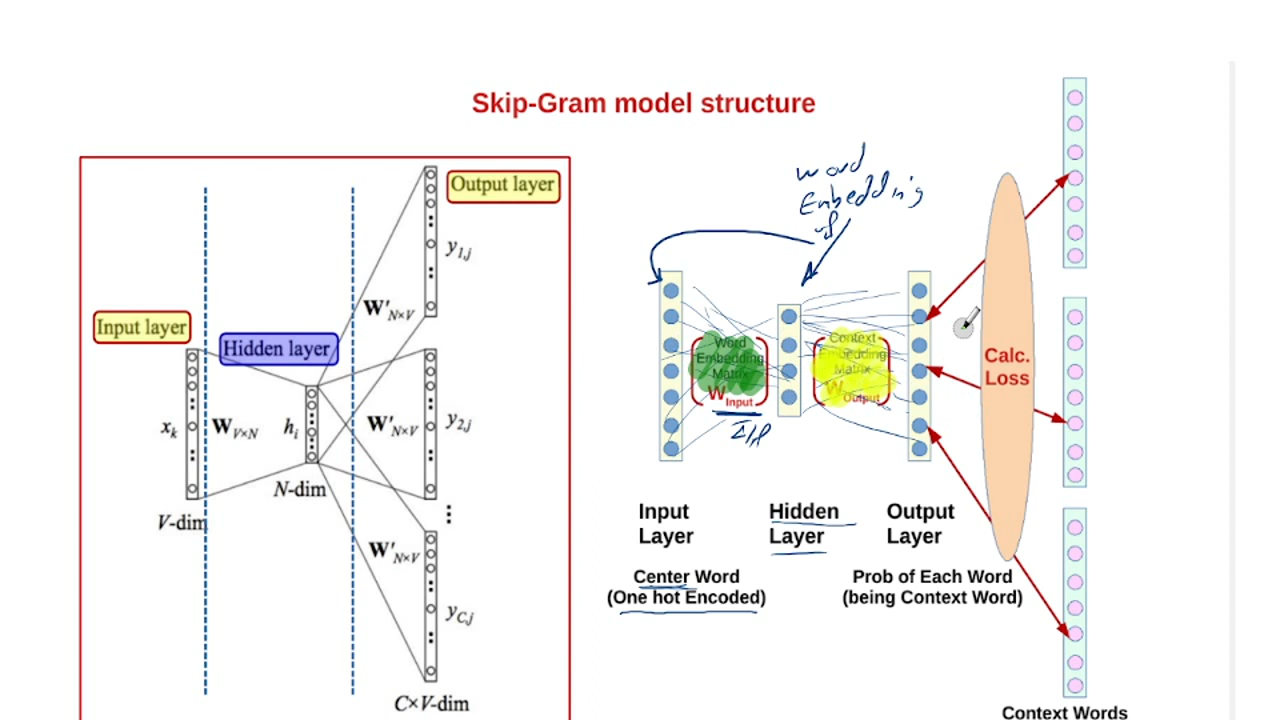 Skip-Gram model structure
Output layer
y1,j
W'N×V
Input layer
Hidden layer
xk
WV×N
hi
W'N×V
y2,j
N-dim
V-dim
W'N×V
yC,j
C×V-dim
word
Embedding
of
Word
Embedding
Matrix
WInput
I/P
Context
Embedding
Matrix
WOutput
Calc.
Loss
Input
Layer
Hidden
Layer
Output
Layer
Center Word
(One hot Encoded)
Prob of Each Word
(being Context Word)
Context Words